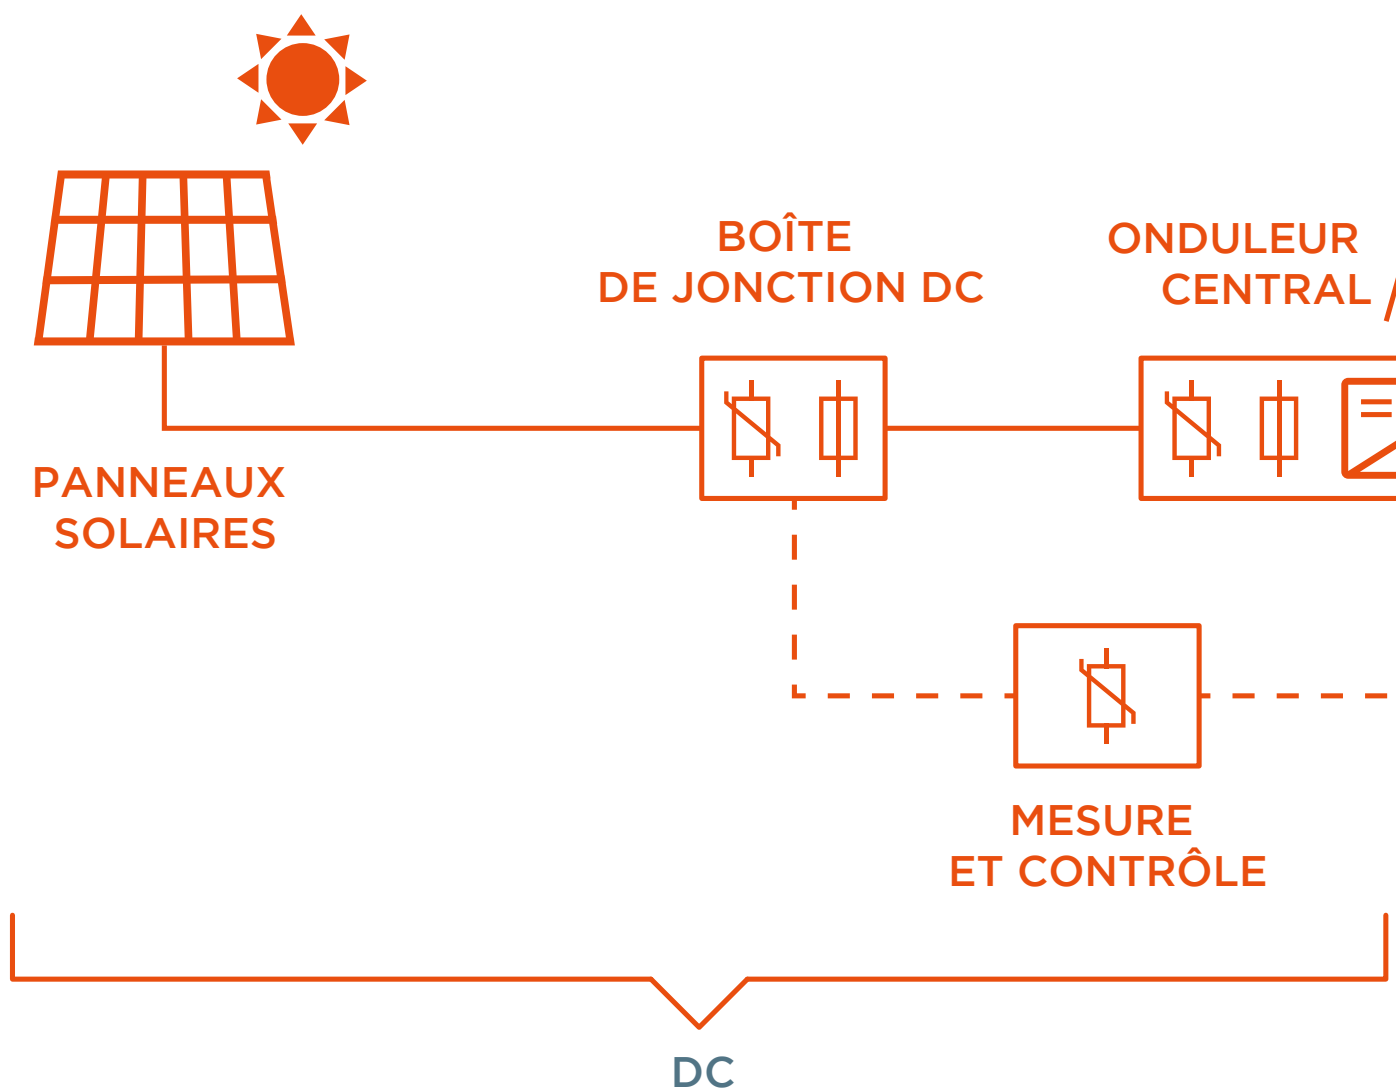 BOÎTE
DE JONCTION DC
ONDULEUR
CENTRAL
PANNEAUX
SOLAIRES
MESURE
ET CONTRÔLE
DC